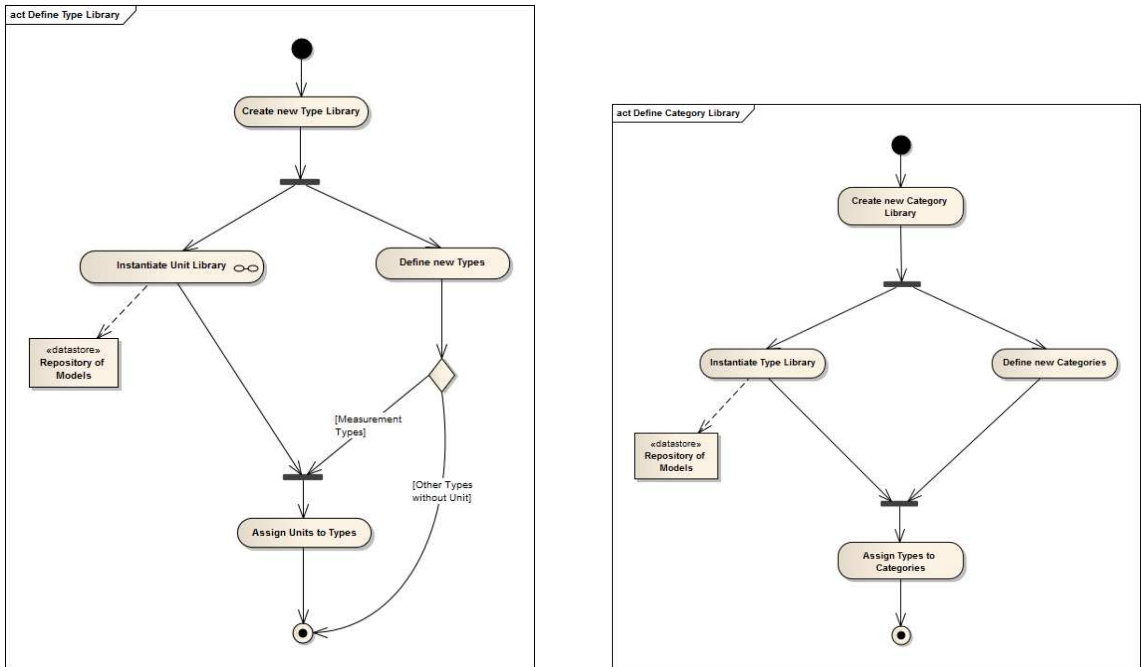 act Define Type Library
Create new Type Library
Instantiate Unit Library
Define new Types
«datastore»
Repository of
Models
[Measurement
Types]
[Other Types
without Unit]
Assign Units to Types
act Define Category Library
Create new Category
Library
Instantiate Type Library
Define new Categories
«datastore»
Repository of
Models
Assign Types to
Categories